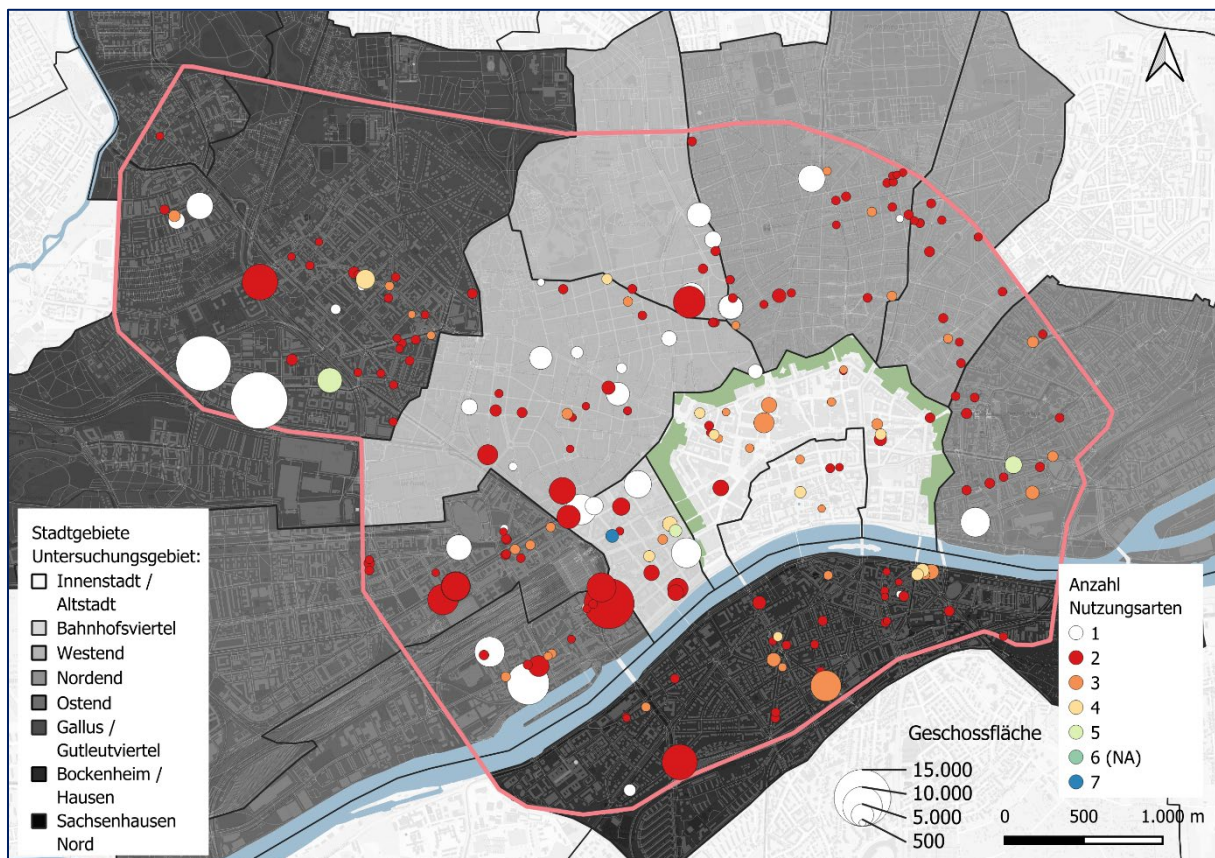 Stadtgebiete
Untersuchungsgebiet:
Innenstadt /
Altstadt
Bahnhofsviertel
Westend
Nordend
Ostend
Gallus /
Gutleutviertel
Bockenheim /
Hausen
Sachsenhausen
Nord
Geschossfläche
15.000
10.000
5.000
500
Anzahl
Nutzungsarten
1
2
3
4
5
6 (NA)
7
0 500 1.000 m